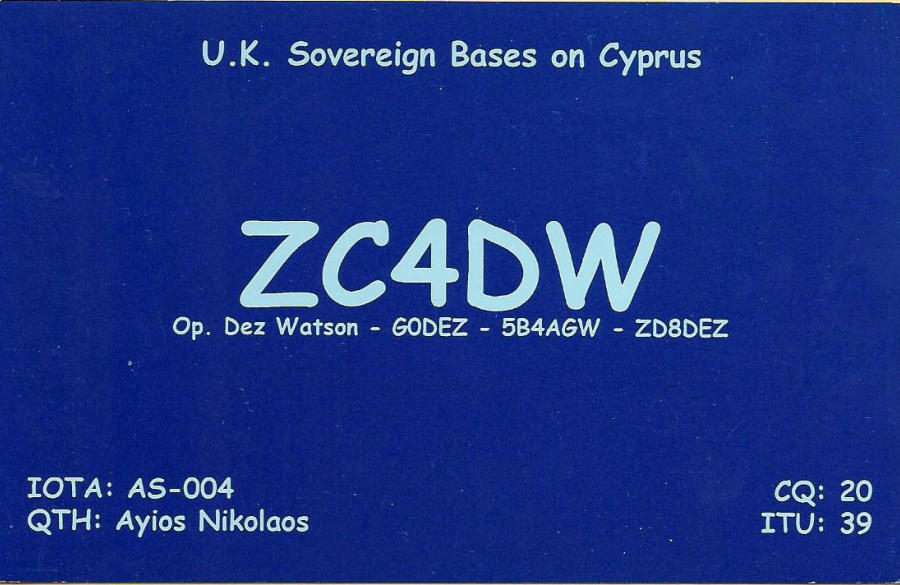 U.K. Sovereign Bases on Cyprus
ZC4DW
Op. Dez Watson - G0DEZ - 5B4AGW - ZD8DEZ
IOTA: AS-004
QTH: Ayios Nikolaos
CQ: 20
ITU: 39